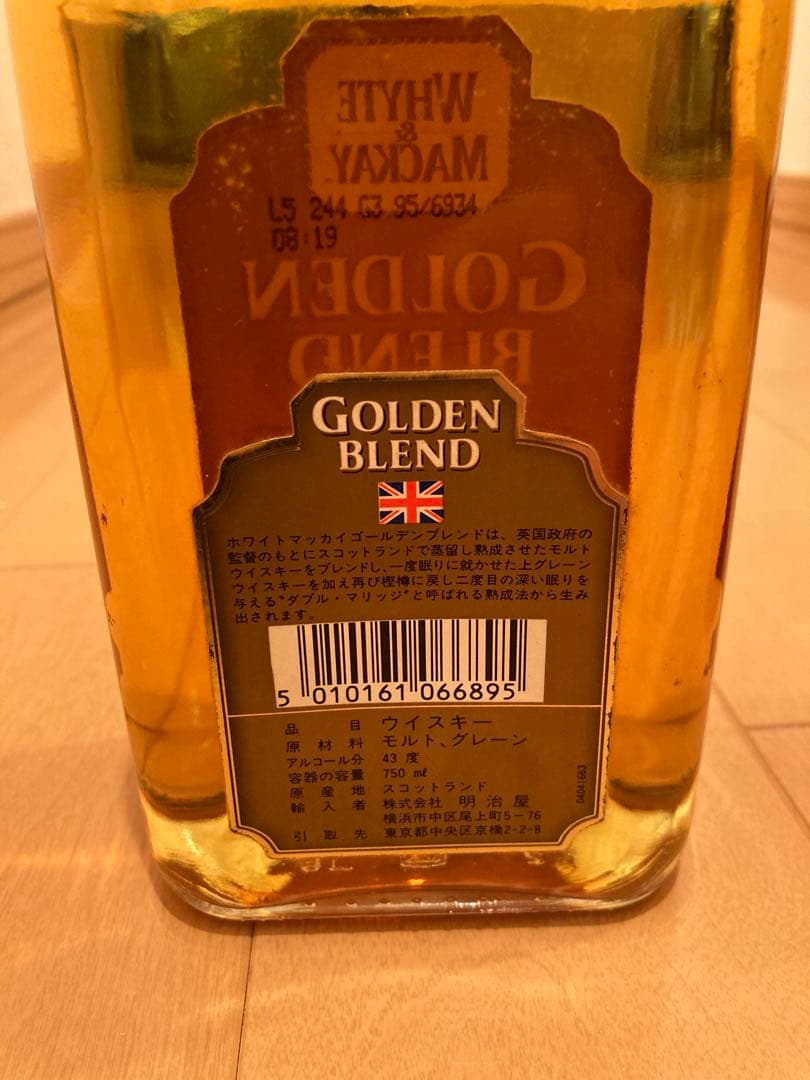 WHYTE
&
MACKAY
L5 244 G3 95/6934
08:19
GOLDEN
BLEND
GOLDEN
BLEND
ホワイトマッカイゴールデンブレンドは、英国政府の
監督のもとにスコットランドで蒸留し熟成させたモルト
ウイスキーをブレンドし、一度眠りに就かせた上グレーン
ウイスキーを加え再び樫樽に戻し二度目の深い眠りを
与える"ダブル・マリッジ"と呼ばれる熟成法から生み
出されます。
5 010161 066895
品目 ウイスキー
原材料 モルト、グレーン
アルコール分 43 度
容器の容量 750 ㎖
原産地 スコットランド
輸入者 株式会社 明治屋
横浜市中区尾上町5-76
引取先 東京都中央区京橋2-2-8
04041663